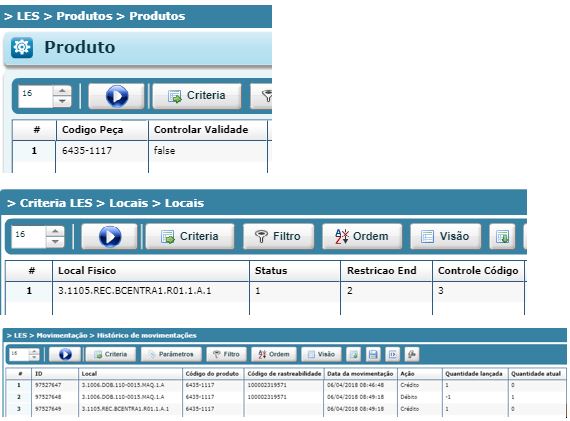 > LES > Produtos > Produtos
Produto
16 Criteria
# Codigo Peça Controlar Validade
1 6435-1117 false
> Criteria LES > Locais > Locais
16 Criteria Filtro Ordem Visão
# Local Fisico Status Restricao End Controle Código
1 3.1105.REC.BCENTRA1.R01.1.A.1 1 2 3
> LES > Movimentação > Histórico de movimentações
16 Criteria Parâmetros Filtro Ordem Visão
# ID Local Código do produto Código de rastreabilidade Data da movimentação Ação Quantidade lançada Quantidade atual
1 97527647 3.1006.DOB.110-0015.MAQ.1.A 6435-1117 100002319571 06/04/2018 08:46:48 Crédito 1 0
2 97527648 3.1006.DOB.110-0015.MAQ.1.A 6435-1117 100002319571 06/04/2018 08:49:18 Débito -1 1
3 97527649 3.1105.REC.BCENTRA1.R01.1.A.1 6435-1117 06/04/2018 08:49:18 Crédito 1 0